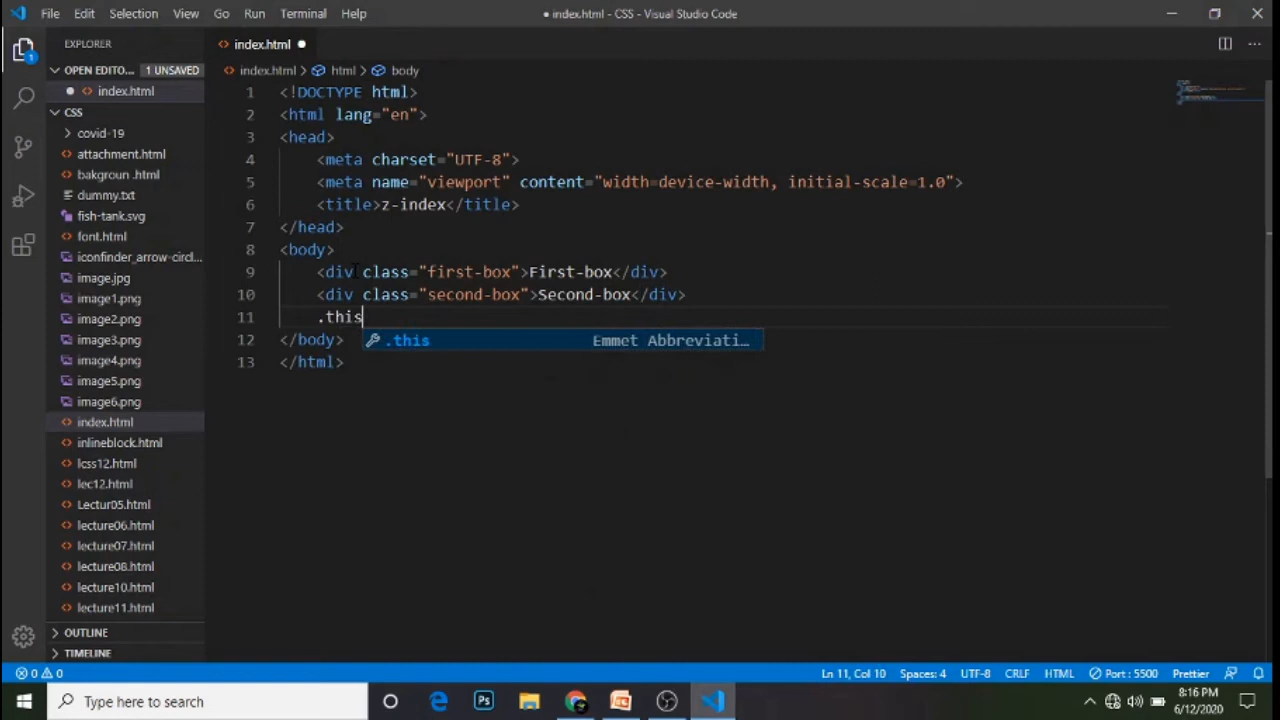 File Edit Selection View Go Run Terminal Help
● index.html - CSS - Visual Studio Code
EXPLORER
1
OPEN EDITO... 1 UNSAVED
index.html
CSS
covid-19
attachment.html
bakgroun .html
dummy.txt
fish-tank.svg
font.html
iconfinder_arrow-circl...
image.jpg
image1.png
image2.png
image3.png
image4.png
image5.png
image6.png
index.html
inlineblock.html
lcss12.html
lec12.html
Lectur05.html
lecture06.html
lecture07.html
lecture08.html
lecture10.html
lecture11.html
OUTLINE
TIMELINE
index.html
index.html > html > body
1 <!DOCTYPE html>
2 <html lang="en">
3 <head>
4 <meta charset="UTF-8">
5 <meta name="viewport" content="width=device-width, initial-scale=1.0">
6 <title>z-index</title>
7 </head>
8 <body>
9 <div class="first-box">First-box</div>
10 <div class="second-box">Second-box</div>
11 .this
.this Emmet Abbreviati...
12 </body>
13 </html>
0 0 Ln 11, Col 10 Spaces: 4 UTF-8 CRLF HTML Port : 5500 Prettier
Type here to search
8:16 PM
6/12/2020